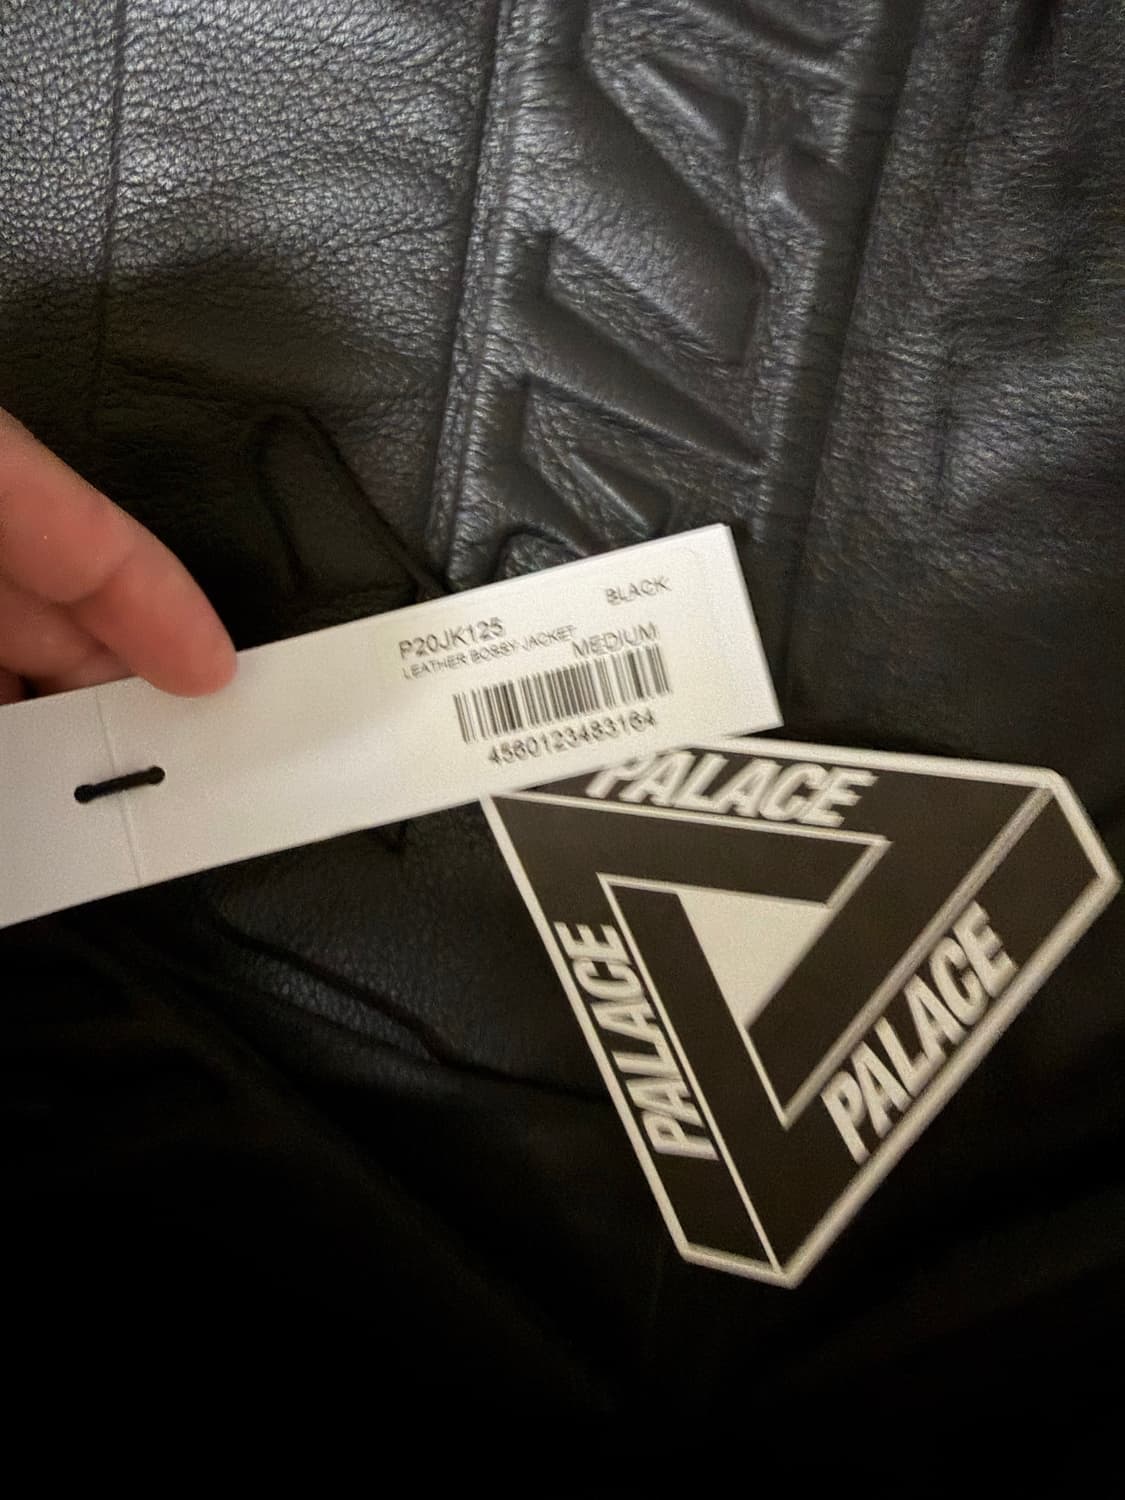 BLACK
P20JK125
LEATHER BOSSY JACKET
MEDIUM
4560123483164
PALACE
PALACE
PALACE